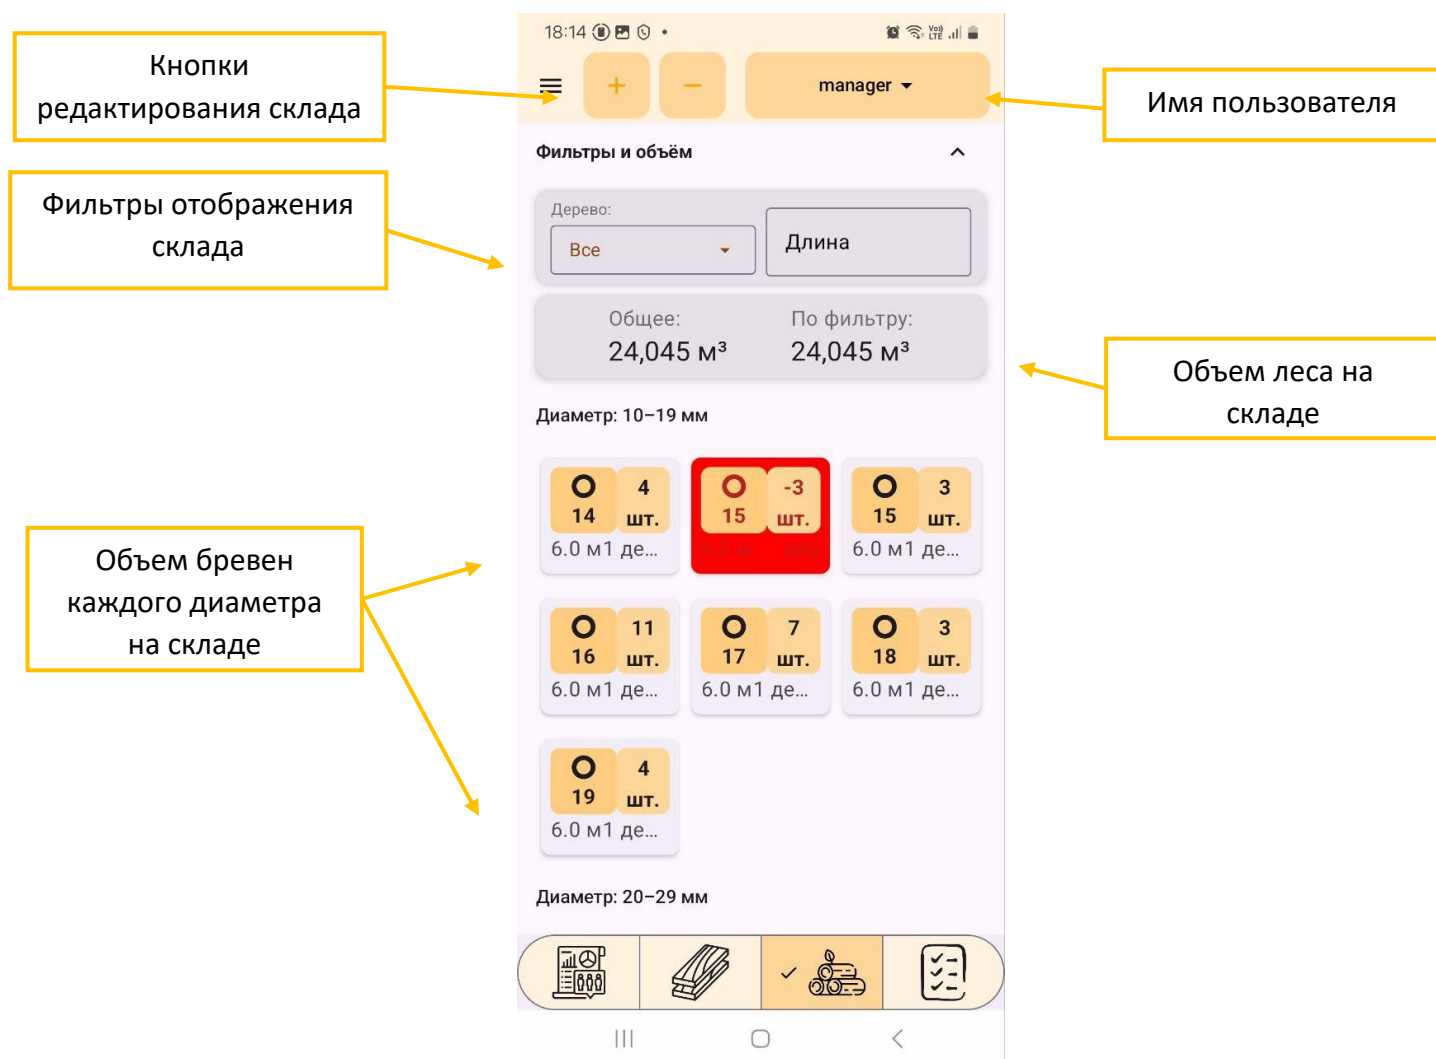 Кнопки
редактирования склада
Фильтры отображения
склада
Объем бревен
каждого диаметра
на складе
18:14
Vo))
LTE
+
−
manager
Фильтры и объём
Дерево:
Все
Длина
Общее:
По фильтру:
24,045 м³
24,045 м³
Диаметр: 10–19 мм
4
14 шт.
6.0 м1 де...
-3
15 шт.
3
15 шт.
6.0 м1 де...
11
16 шт.
6.0 м1 де...
7
17 шт.
6.0 м1 де...
3
18 шт.
6.0 м1 де...
4
19 шт.
6.0 м1 де...
Диаметр: 20–29 мм
Имя пользователя
Объем леса на
складе